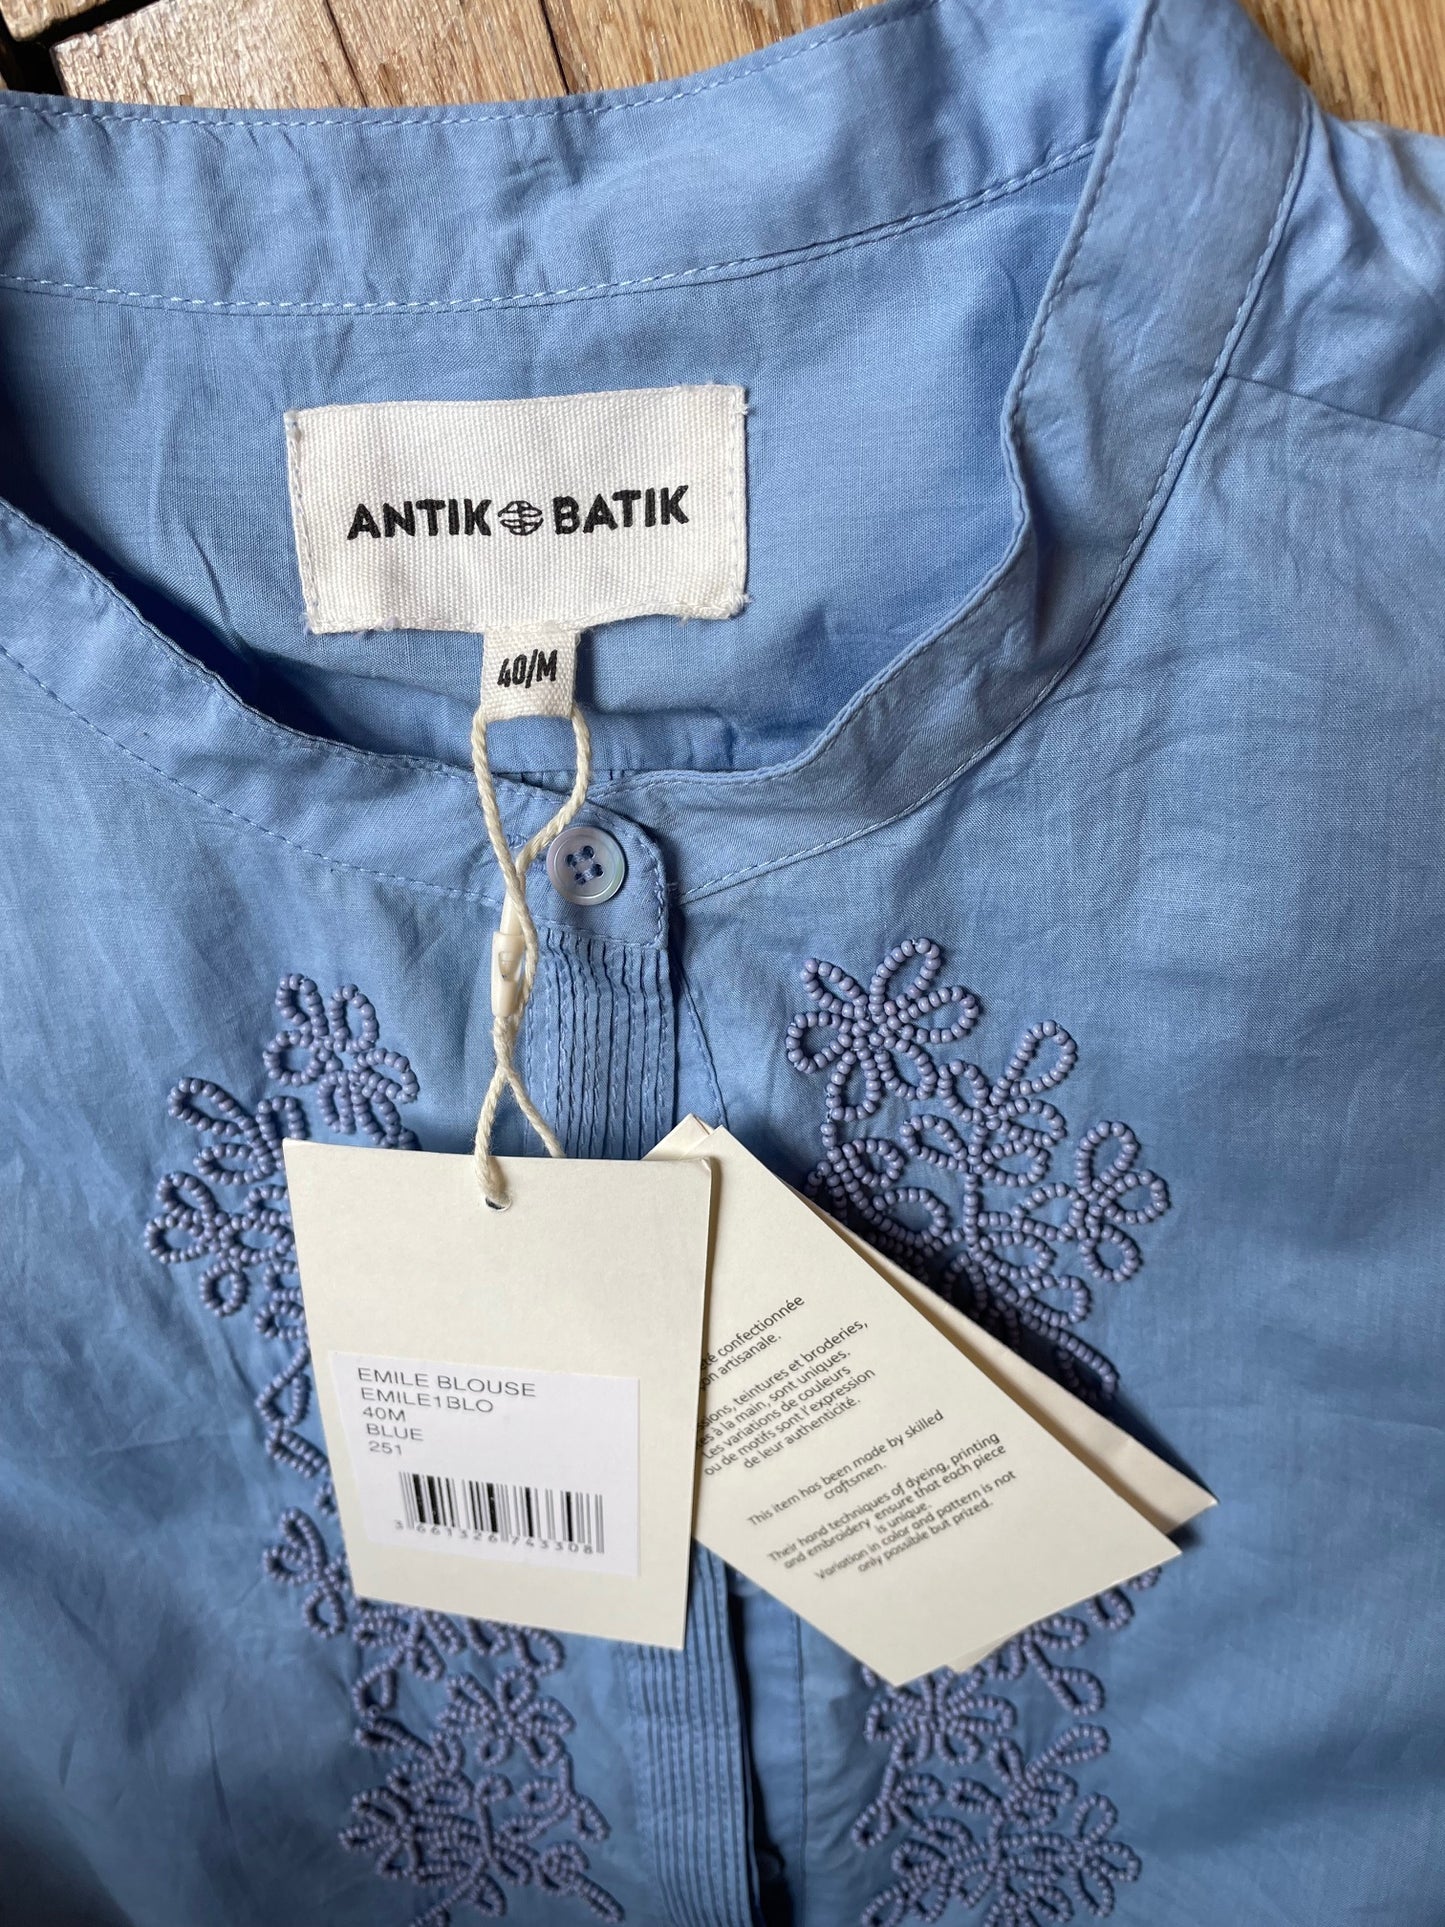 ANTIK BATIK
40/M
EMILE BLOUSE
EMILE1BLO
40M
BLUE
251
3 661326 743308
été confectionnée
artisanale.
teintures et broderies,
à la main, sont uniques.
Les variations de couleurs
ou de motifs sont l'expression
de leur authenticité.
This item has been made by skilled
craftsmen.
Their hand techniques of dyeing, printing
and embroidery ensure that each piece
is unique.
Variation in color and pattern is not
only possible but prized.